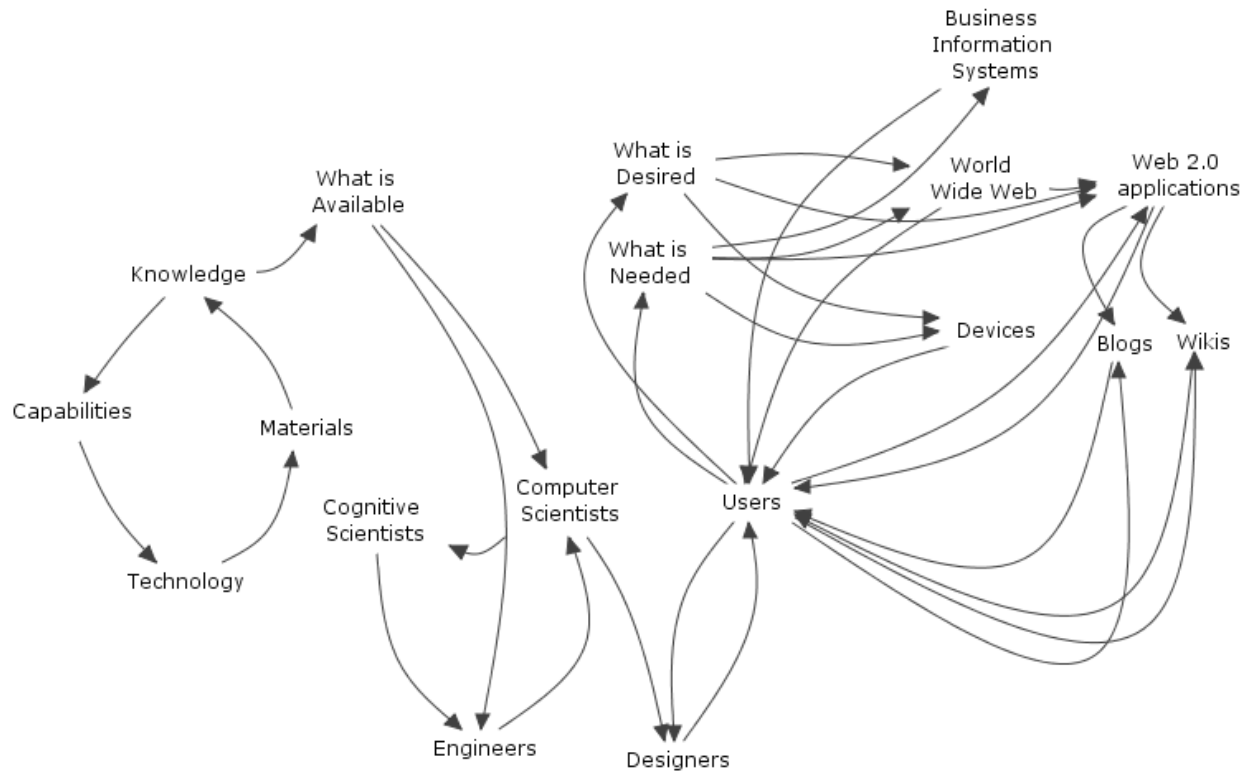 Business
Information
Systems
What is
Desired
World
Wide Web
Web 2.0
applications
What is
Available
What is
Needed
Knowledge
Devices
Blogs
Wikis
Capabilities
Materials
Cognitive
Scientists
Computer
Scientists
Users
Technology
Engineers
Designers